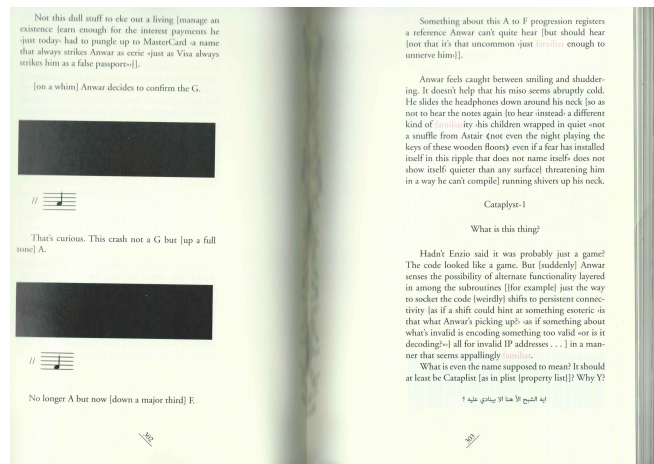 Not this dull stuff to eke out a living {manage an
existence {earn enough for the interest payments he
‹just today› had to pungle up to MasterCard ‹a name
that always strikes Anwar as eerie «just as Visa always
strikes him as a false passport»›}}.
{on a whim} Anwar decides to confirm the G.
//
That's curious. This crash not a G but {up a full
tone} A.
//
No longer A but now {down a major third} F.
302
Something about this A to F progression registers
a reference Anwar can't quite hear {but should hear
{not that it's that uncommon ‹just familiar enough to
unnerve him›}}.
Anwar feels caught between smiling and shudder-
ing. It doesn't help that his miso seems abruptly cold.
He slides the headphones down around his neck {so as
not to hear the notes again {to hear ‹instead› a different
kind of familiarity ‹his children wrapped in quiet «not
a snuffle from Astair (not even the night playing the
keys of these wooden floors) even if a fear has installed
itself in this ripple that does not name itself» does not
show itself› quieter than any surface} threatening him
in a way he can't compile} running shivers up his neck.
Cataplyst-1
What is this thing?
Hadn't Enzio said it was probably just a game?
The code looked like a game. But {suddenly} Anwar
senses the possibility of alternate functionality layered
in among the subroutines {{for example} just the way
to socket the code {weirdly} shifts to persistent connec-
tivity {as if a shift could hint at something esoteric ‹is
that what Anwar's picking up?› ‹as if something about
what's invalid is encoding something too valid «or is it
decoding?»›} all for invalid IP addresses . . . } in a man-
ner that seems appallingly familiar.
What is even the name supposed to mean? It should
at least be Cataplist {as in plist {property list}}? Why Y?
ايه الشبح الأ هنا الا بينادي عليه ؟
303